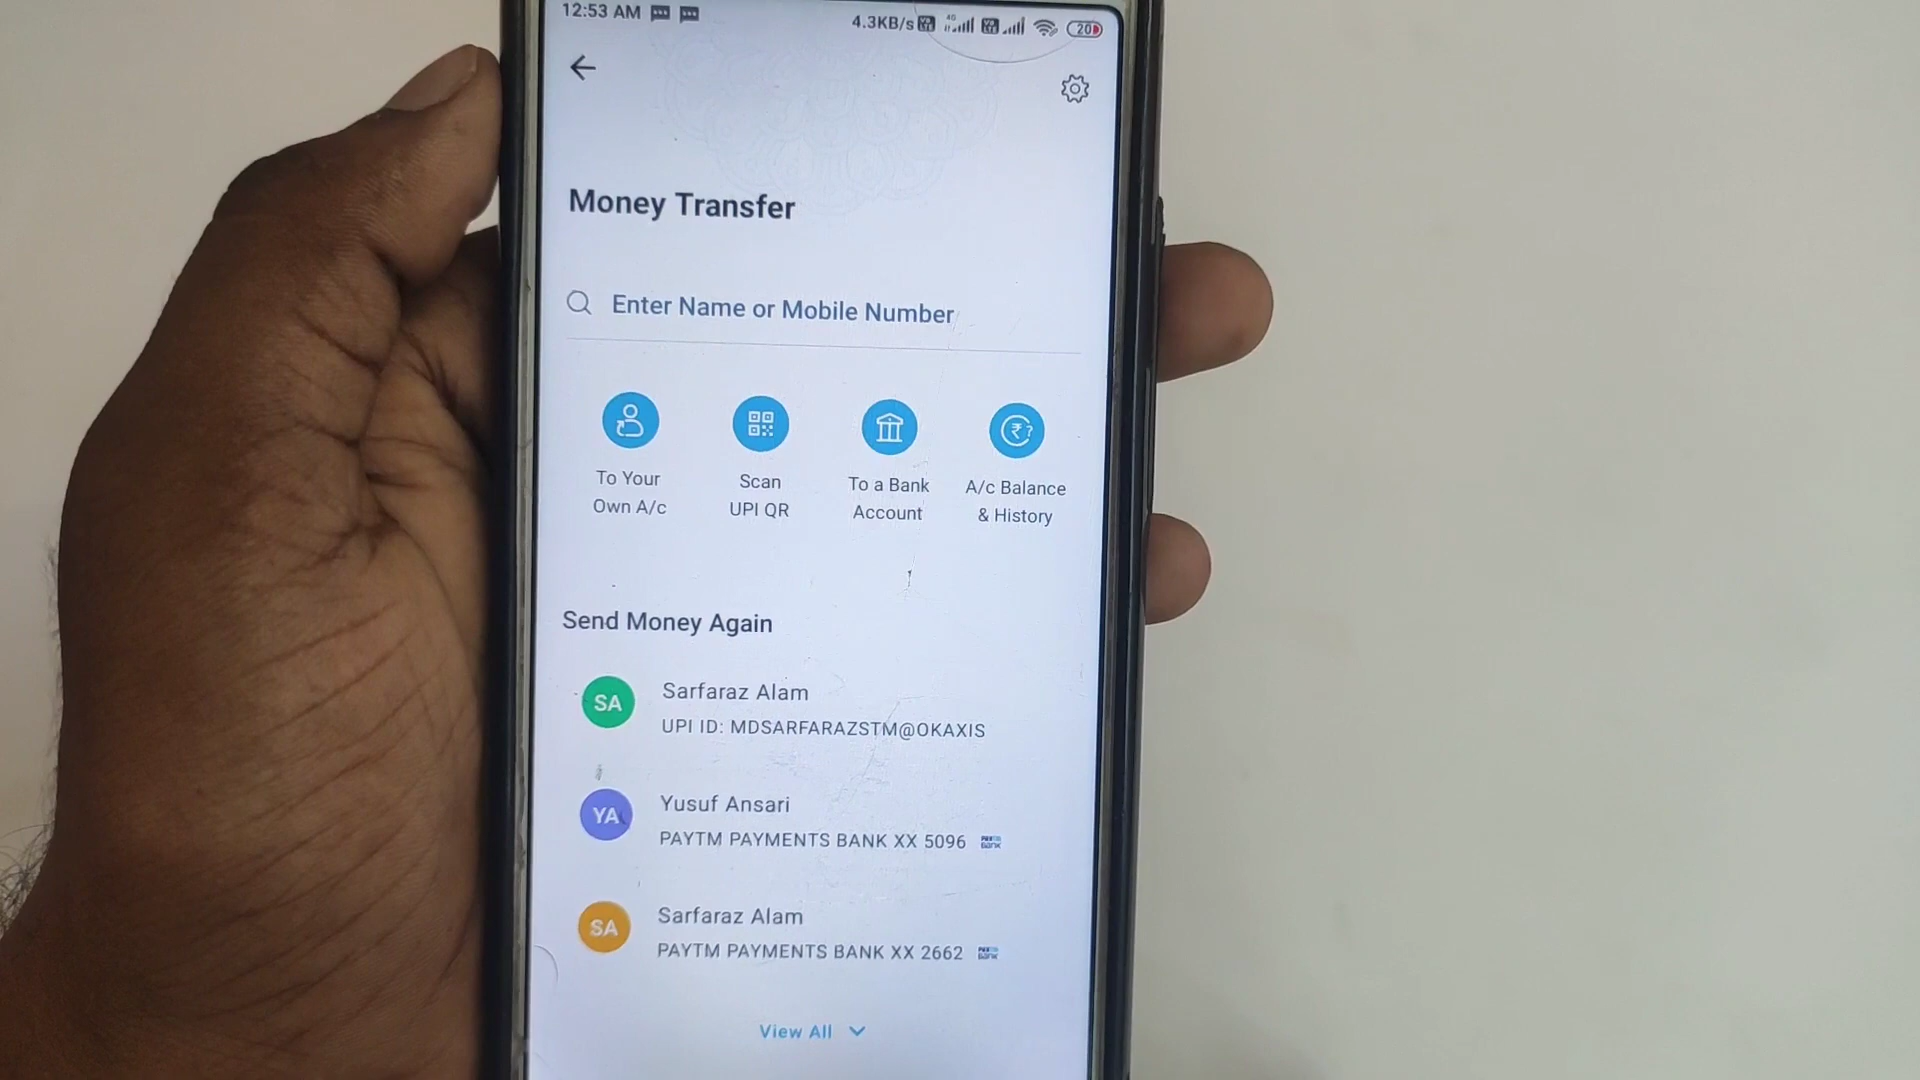 12:53 AM
4.3KB/s
4G
20
Money Transfer
Enter Name or Mobile Number
To Your
Own A/c
Scan
UPI QR
To a Bank
Account
A/c Balance
& History
Send Money Again
SA
Sarfaraz Alam
UPI ID: MDSARFARAZSTM@OKAXIS
YA
Yusuf Ansari
PAYTM PAYMENTS BANK XX 5096
SA
Sarfaraz Alam
PAYTM PAYMENTS BANK XX 2662
View All